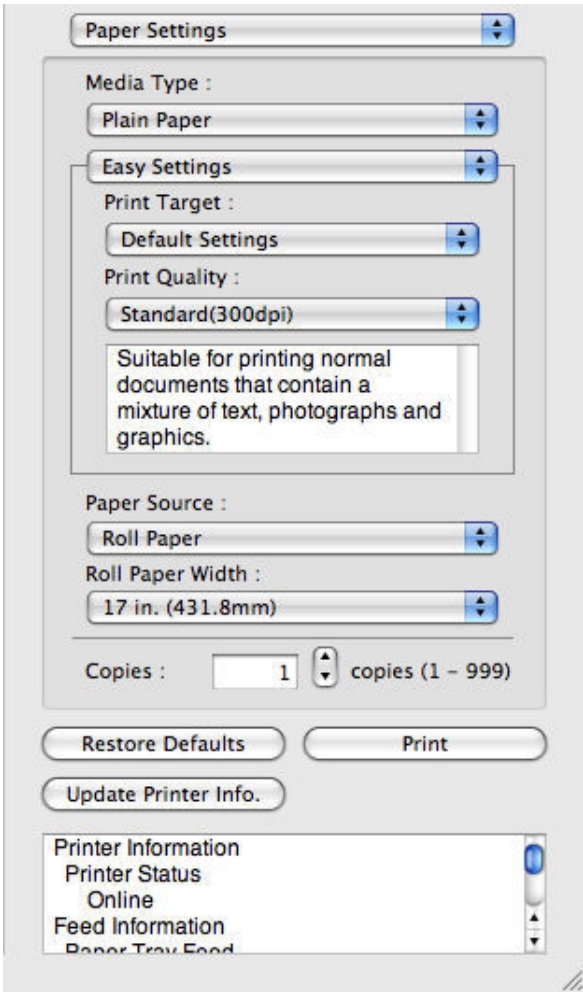 Paper Settings
Media Type :
Plain Paper
Easy Settings
Print Target :
Default Settings
Print Quality :
Standard(300dpi)
Suitable for printing normal
documents that contain a
mixture of text, photographs and
graphics.
Paper Source :
Roll Paper
Roll Paper Width :
17 in. (431.8mm)
Copies : 1 copies (1 – 999)
Restore Defaults Print
Update Printer Info.
Printer Information
Printer Status
Online
Feed Information
Paper Tray Feed